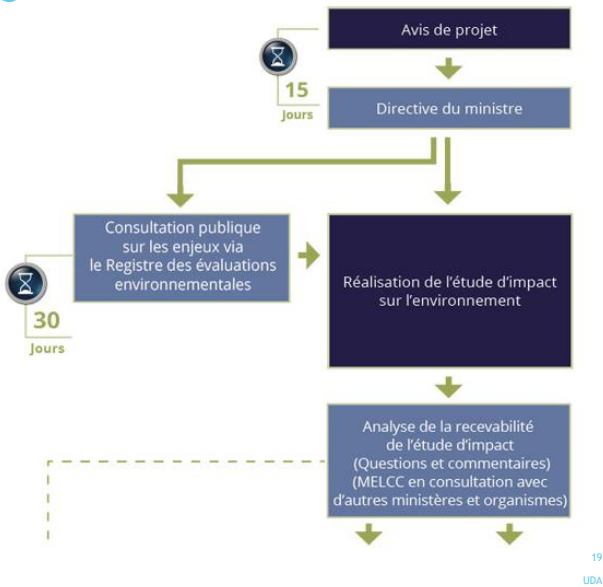 Avis de projet
15
Jours
Directive du ministre
Consultation publique
sur les enjeux via
le Registre des évaluations
environnementales
30
Jours
Réalisation de l'étude d'impact
sur l'environnement
Analyse de la recevabilité
de l'étude d'impact
(Questions et commentaires)
(MELCC en consultation avec
d'autres ministères et organismes)
19
UDA